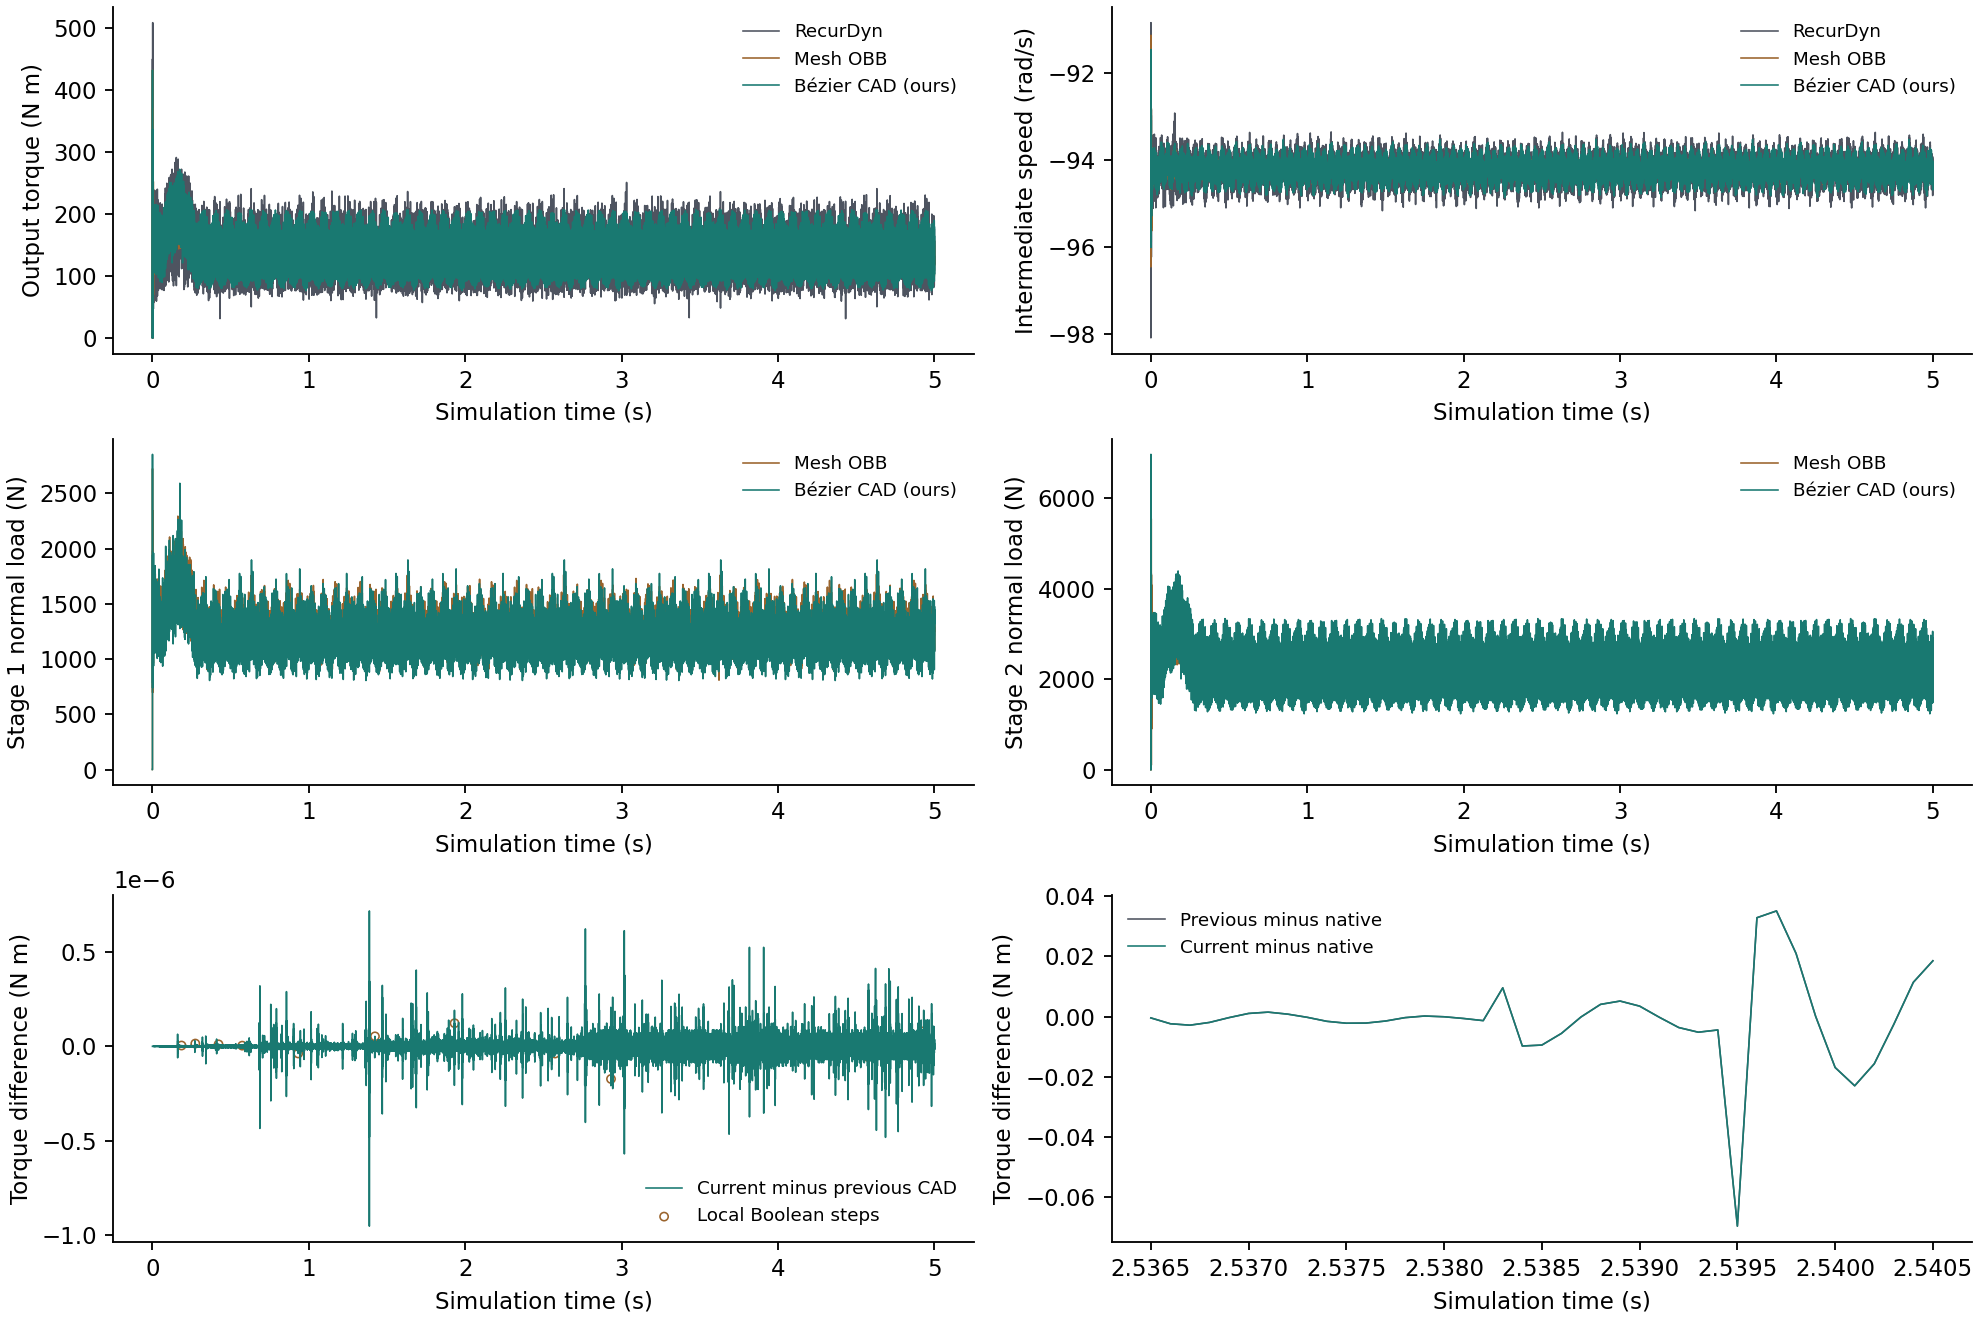 500
400
300
200
100
0
Output torque (N m)
RecurDyn
Mesh OBB
Bézier CAD (ours)
0 1 2 3 4 5
Simulation time (s)
−92
−94
−96
−98
Intermediate speed (rad/s)
RecurDyn
Mesh OBB
Bézier CAD (ours)
0 1 2 3 4 5
Simulation time (s)
2500
2000
1500
1000
500
0
Stage 1 normal load (N)
Mesh OBB
Bézier CAD (ours)
0 1 2 3 4 5
Simulation time (s)
6000
4000
2000
0
Stage 2 normal load (N)
Mesh OBB
Bézier CAD (ours)
0 1 2 3 4 5
Simulation time (s)
1e−6
0.5
0.0
−0.5
−1.0
Torque difference (N m)
Current minus previous CAD
Local Boolean steps
0 1 2 3 4 5
Simulation time (s)
0.04
0.02
0.00
−0.02
−0.04
−0.06
Torque difference (N m)
Previous minus native
Current minus native
2.5365 2.5370 2.5375 2.5380 2.5385 2.5390 2.5395 2.5400 2.5405
Simulation time (s)